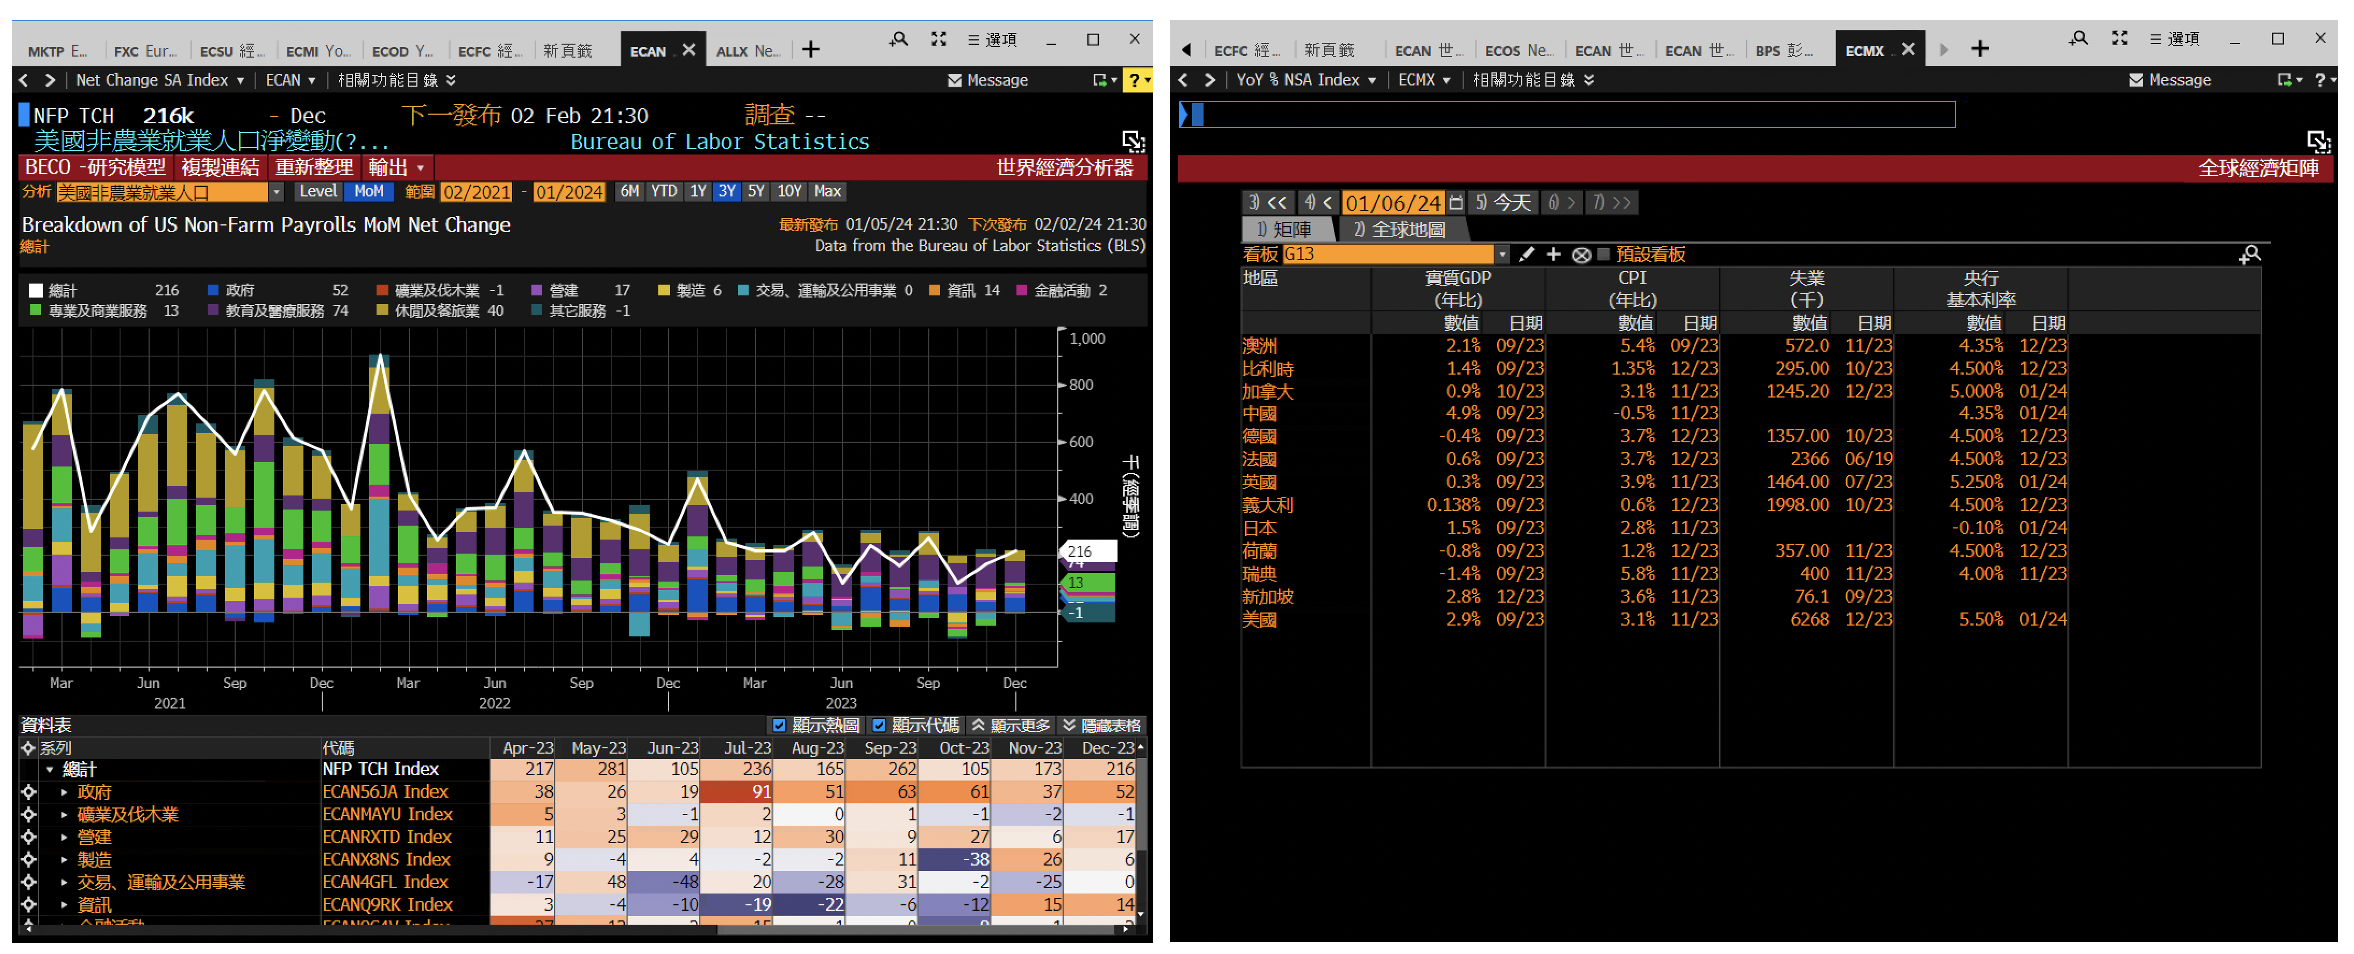 MKTP E... FXC Eur... ECSU 經... ECMI Yo... ECOD Y... ECFC 經... 新頁籤 ECAN ALLX Ne... 選項
Net Change SA Index ECAN 相關功能目錄 Message ?
NFP TCH 216k - Dec 下一發布 02 Feb 21:30 調查 --
美國非農業就業人口淨變動(?... Bureau of Labor Statistics
BECO -研究模型 複製連結 重新整理 輸出 世界經濟分析器
分析 美國非農業就業人口 Level MoM 範圍 02/2021 - 01/2024 6M YTD 1Y 3Y 5Y 10Y Max
Breakdown of US Non-Farm Payrolls MoM Net Change 最新發布 01/05/24 21:30 下次發布 02/02/24 21:30
總計 Data from the Bureau of Labor Statistics (BLS)
總計 216 政府 52 礦業及伐木業 -1 營建 17 製造 6 交易、運輸及公用事業 0 資訊 14 金融活動 2
專業及商業服務 13 教育及醫療服務 74 休閒及餐旅業 40 其它服務 -1
1,000
800
600
400
千(經季調)
216
74
13
-1
Mar Jun Sep Dec Mar Jun Sep Dec Mar Jun Sep Dec
2021 2022 2023
資料表 顯示熱圖 顯示代碼 顯示更多 隱藏表格
系列 代碼 Apr-23 May-23 Jun-23 Jul-23 Aug-23 Sep-23 Oct-23 Nov-23 Dec-23
總計 NFP TCH Index 217 281 105 236 165 262 105 173 216
政府 ECAN56JA Index 38 26 19 91 51 63 61 37 52
礦業及伐木業 ECANMAYU Index 5 3 -1 2 0 1 -1 -2 -1
營建 ECANRXTD Index 11 25 29 12 30 9 27 6 17
製造 ECANX8NS Index 9 -4 4 -2 -2 11 -38 26 6
交易、運輸及公用事業 ECAN4GFL Index -17 48 -48 20 -28 31 -2 -25 0
資訊 ECANQ9RK Index 3 -4 -10 -19 -22 -6 -12 15 14
ECFC 經... 新頁籤 ECAN 世... ECOS Ne... ECAN 世... ECAN 世... BPS 彭... ECMX 選項
YoY % NSA Index ECMX 相關功能目錄 Message ?
全球經濟矩陣
3) << 4) < 01/06/24 5) 今天 6) > 7) >>
1) 矩陣 2) 全球地圖
看板 G13 預設看板
地區 實質GDP CPI 失業 央行
(年比) (年比) (千) 基本利率
數值 日期 數值 日期 數值 日期 數值 日期
澳洲 2.1% 09/23 5.4% 09/23 572.0 11/23 4.35% 12/23
比利時 1.4% 09/23 1.35% 12/23 295.00 10/23 4.500% 12/23
加拿大 0.9% 10/23 3.1% 11/23 1245.20 12/23 5.000% 01/24
中國 4.9% 09/23 -0.5% 11/23 4.35% 01/24
德國 -0.4% 09/23 3.7% 12/23 1357.00 10/23 4.500% 12/23
法國 0.6% 09/23 3.7% 12/23 2366 06/19 4.500% 12/23
英國 0.3% 09/23 3.9% 11/23 1464.00 07/23 5.250% 01/24
義大利 0.138% 09/23 0.6% 12/23 1998.00 10/23 4.500% 12/23
日本 1.5% 09/23 2.8% 11/23 -0.10% 01/24
荷蘭 -0.8% 09/23 1.2% 12/23 357.00 11/23 4.500% 12/23
瑞典 -1.4% 09/23 5.8% 11/23 400 11/23 4.00% 11/23
新加坡 2.8% 12/23 3.6% 11/23 76.1 09/23
美國 2.9% 09/23 3.1% 11/23 6268 12/23 5.50% 01/24